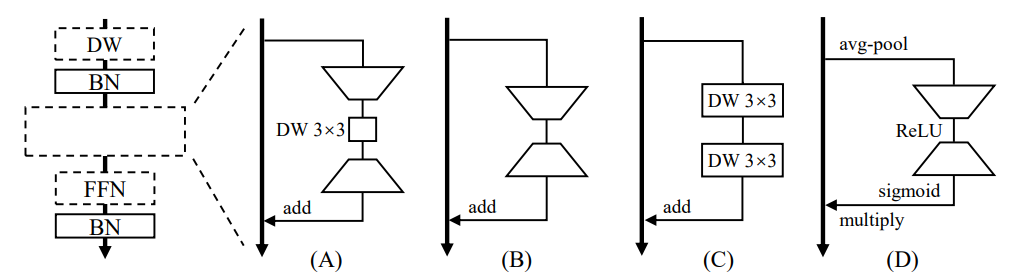 DW
BN
FFN
BN
DW 3×3
add
(A)
add
(B)
DW 3×3
DW 3×3
add
(C)
avg-pool
ReLU
sigmoid
multiply
(D)